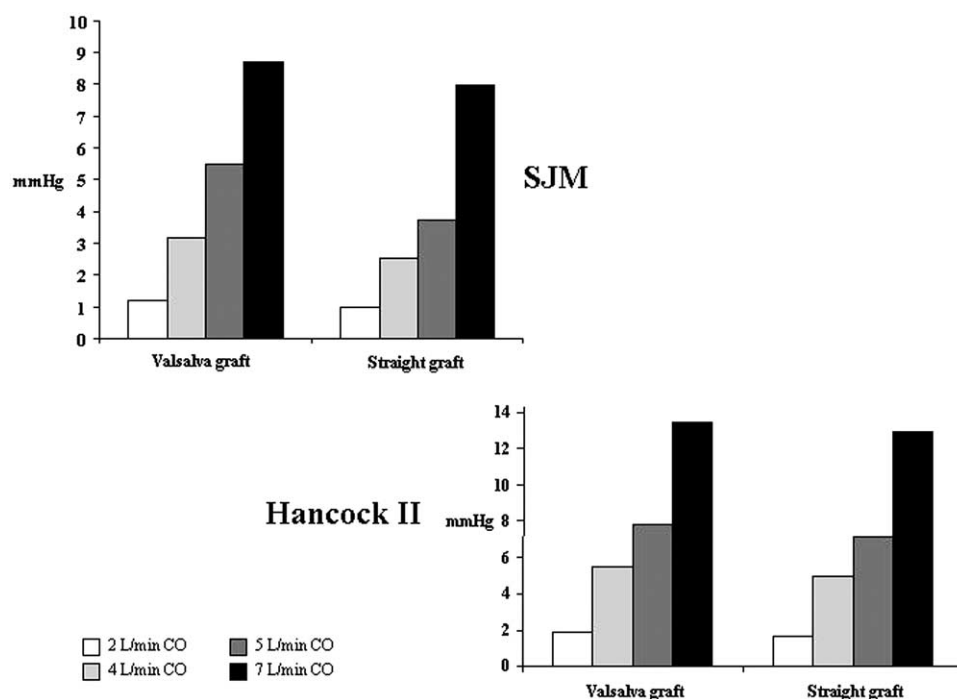 10
9
8
7
6
5
4
3
2
1
0
mmHg
SJM
Valsalva graft
Straight graft
14
12
10
8
6
4
2
0
Hancock II
mmHg
Valsalva graft
Straight graft
2 L/min CO
5 L/min CO
4 L/min CO
7 L/min CO